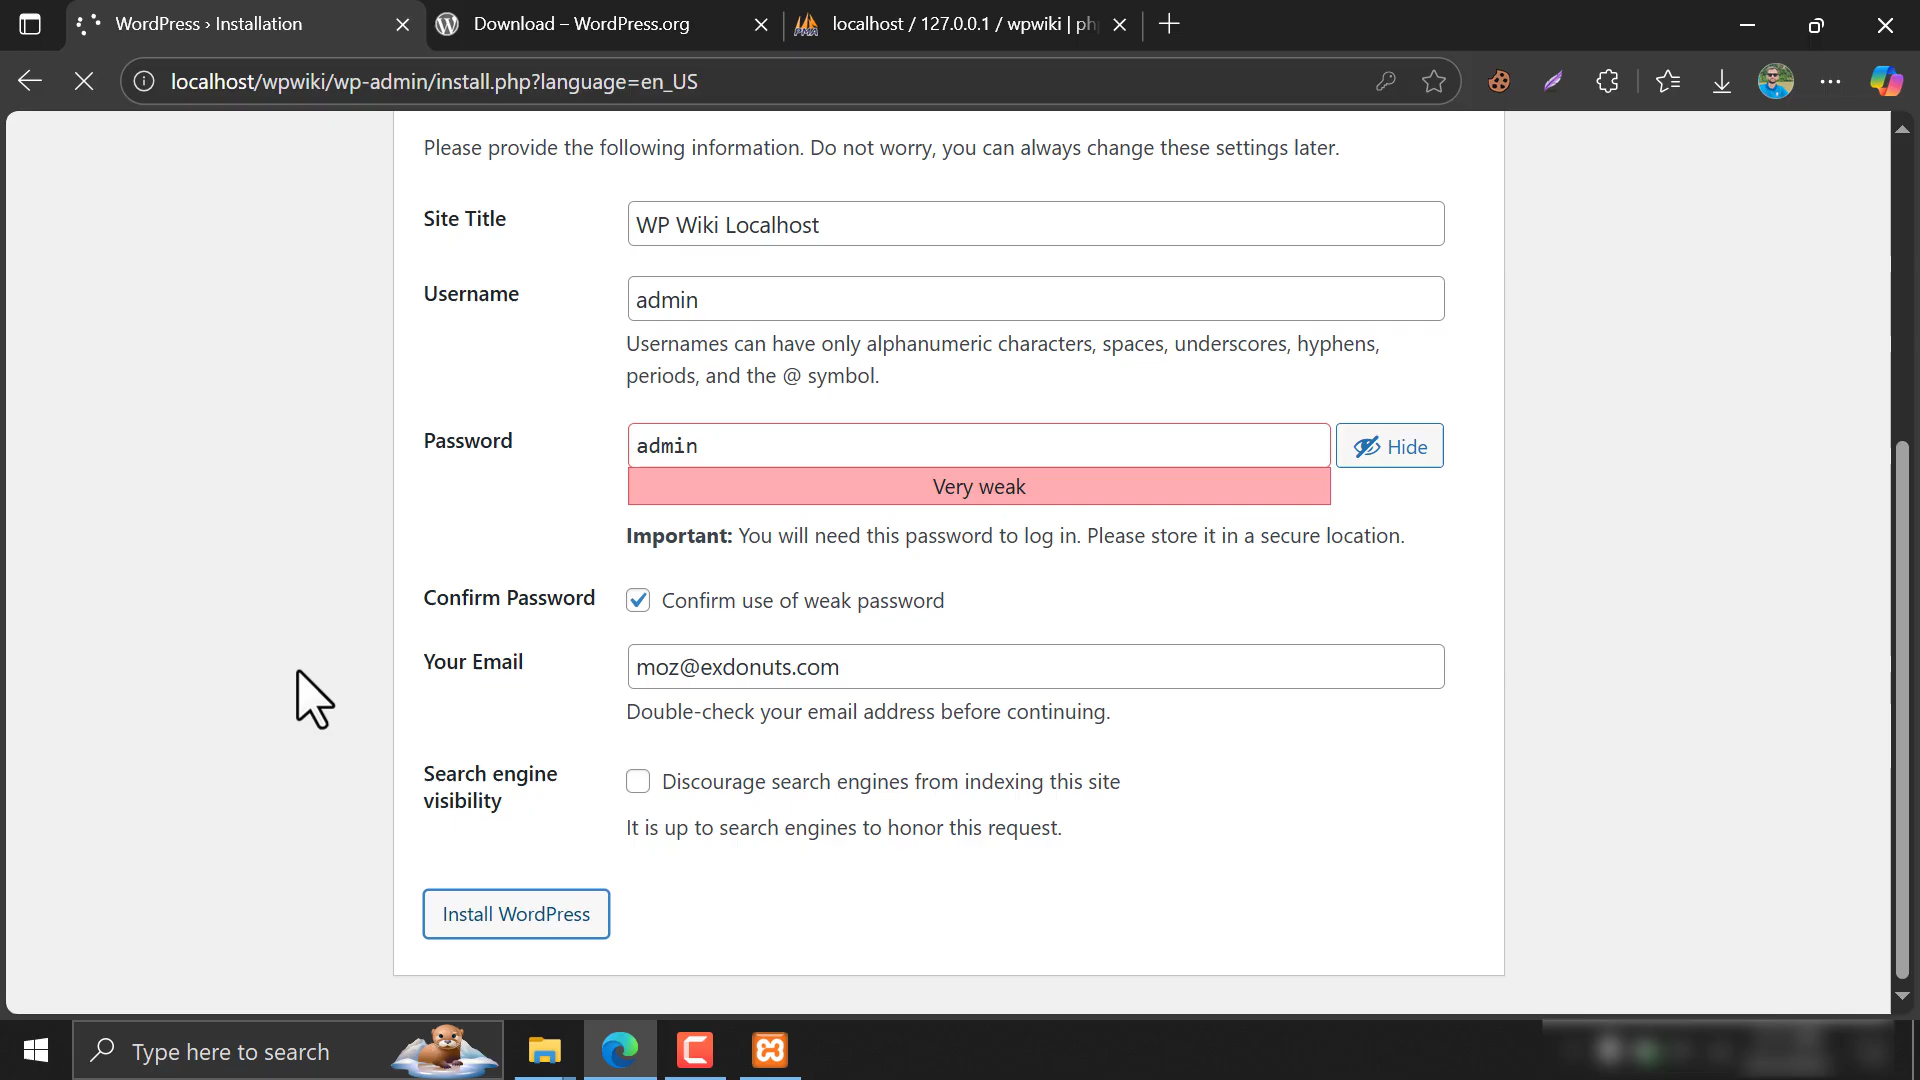 WordPress › Installation
Download – WordPress.org
localhost / 127.0.0.1 / wpwiki | ph
localhost/wpwiki/wp-admin/install.php?language=en_US
Please provide the following information. Do not worry, you can always change these settings later.
Site Title
WP Wiki Localhost
Username
admin
Usernames can have only alphanumeric characters, spaces, underscores, hyphens,
periods, and the @ symbol.
Password
admin
Hide
Very weak
Important: You will need this password to log in. Please store it in a secure location.
Confirm Password
Confirm use of weak password
Your Email
moz@exdonuts.com
Double-check your email address before continuing.
Search engine
visibility
Discourage search engines from indexing this site
It is up to search engines to honor this request.
Install WordPress
Type here to search